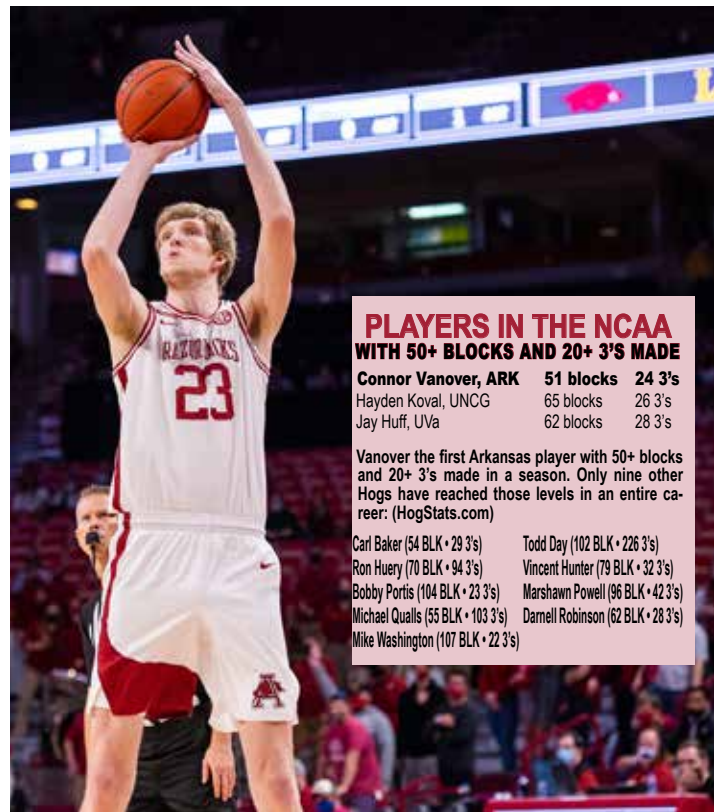 RAZORBACKS
23
PLAYERS IN THE NCAA
WITH 50+ BLOCKS AND 20+ 3'S MADE
Connor Vanover, ARK 51 blocks 24 3's
Hayden Koval, UNCG 65 blocks 26 3's
Jay Huff, UVa 62 blocks 28 3's
Vanover the first Arkansas player with 50+ blocks
and 20+ 3's made in a season. Only nine other
Hogs have reached those levels in an entire ca-
reer: (HogStats.com)
Carl Baker (54 BLK • 29 3's) Todd Day (102 BLK • 226 3's)
Ron Huery (70 BLK • 94 3's) Vincent Hunter (79 BLK • 32 3's)
Bobby Portis (104 BLK • 23 3's) Marshawn Powell (96 BLK • 42 3's)
Michael Qualls (55 BLK • 103 3's) Darnell Robinson (62 BLK • 28 3's)
Mike Washington (107 BLK • 22 3's)